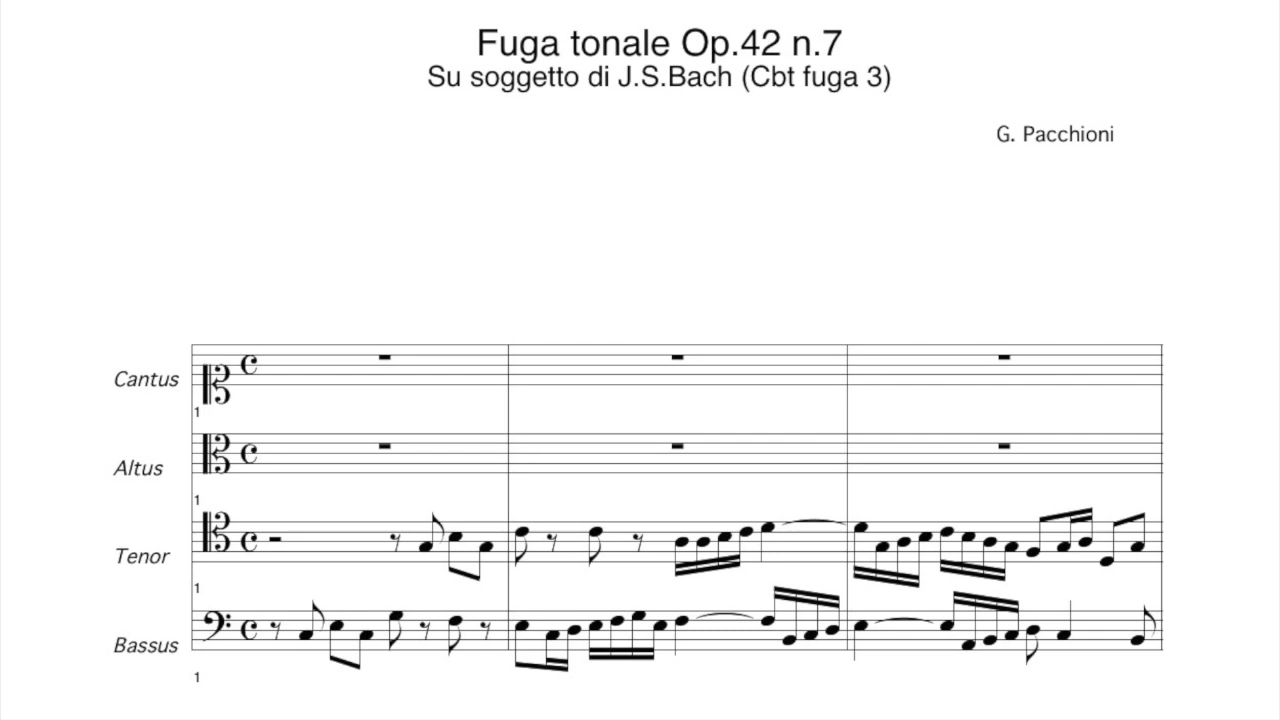 Fuga tonale Op.42 n.7
Su soggetto di J.S.Bach (Cbt fuga 3)
G. Pacchioni
Cantus
1
Altus
1
Tenor
1
Bassus
1